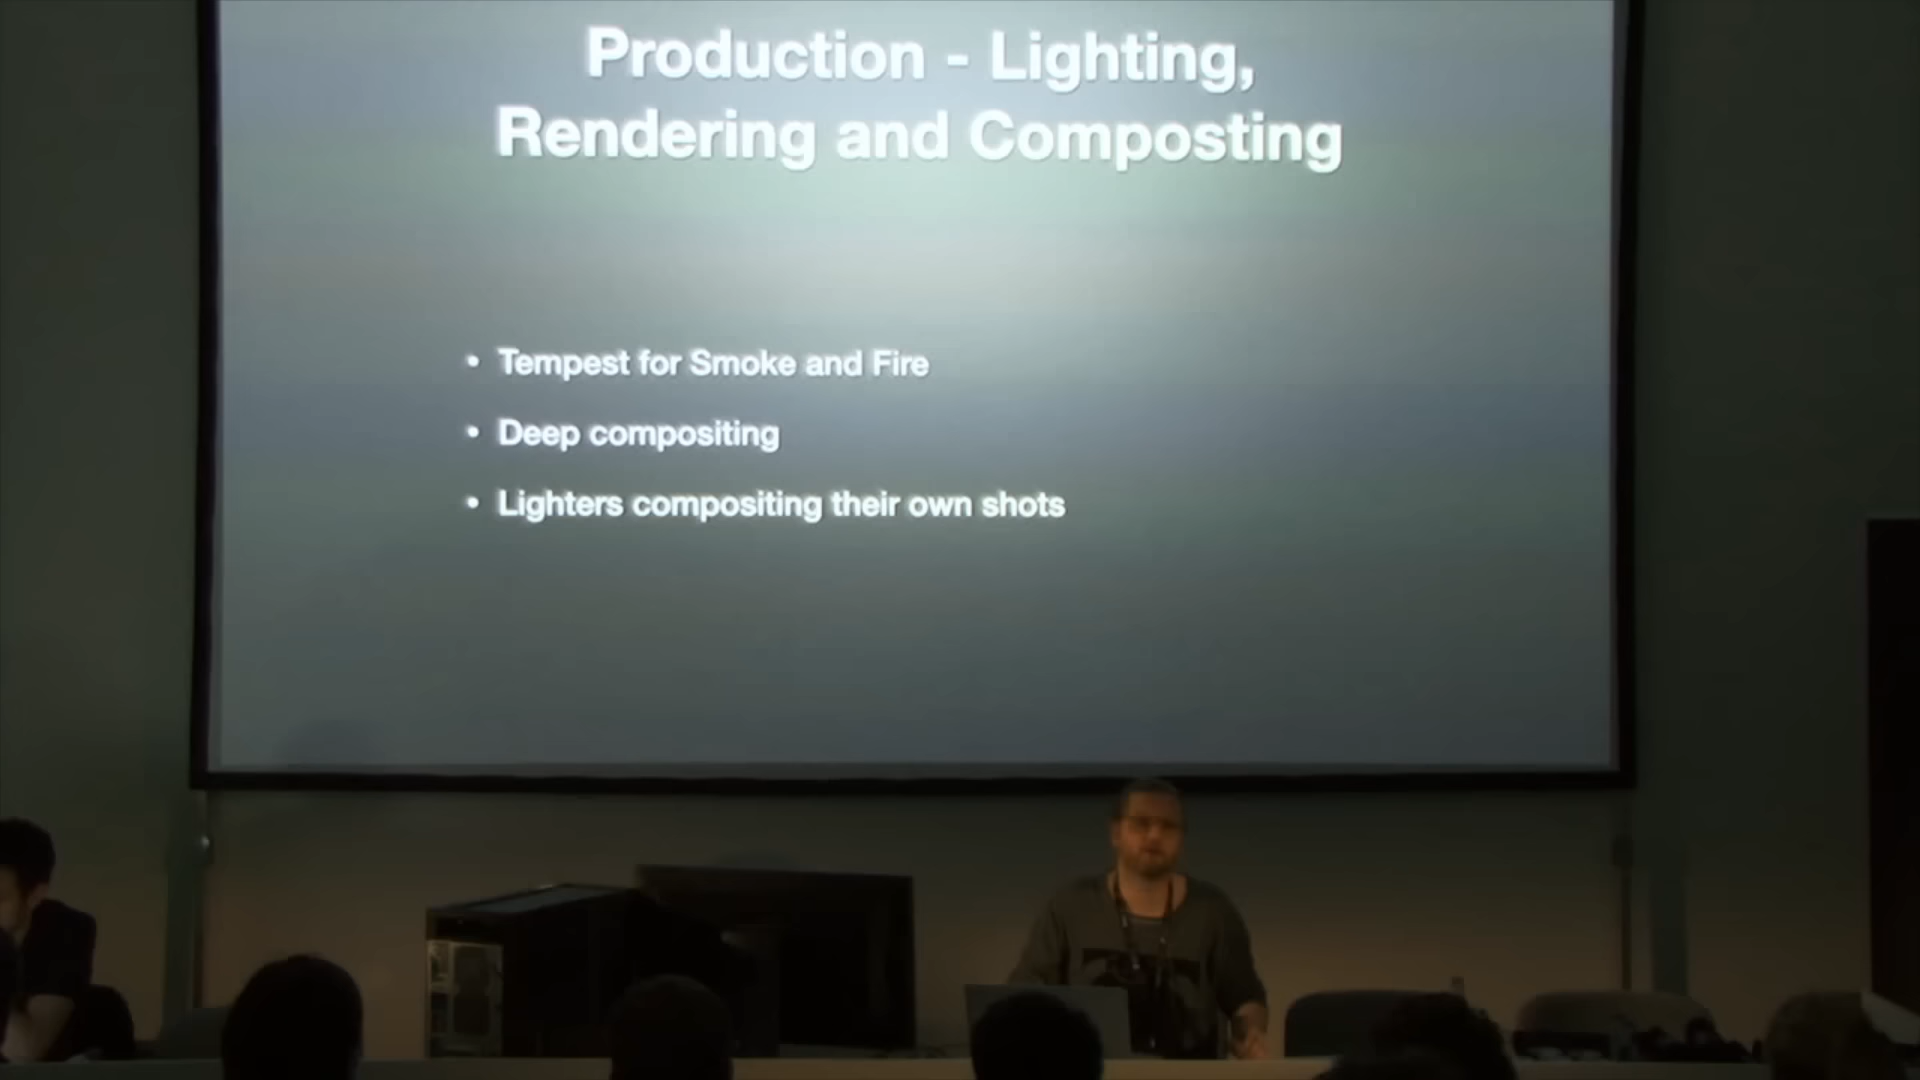 Production - Lighting,
Rendering and Composting
• Tempest for Smoke and Fire
• Deep compositing
• Lighters compositing their own shots